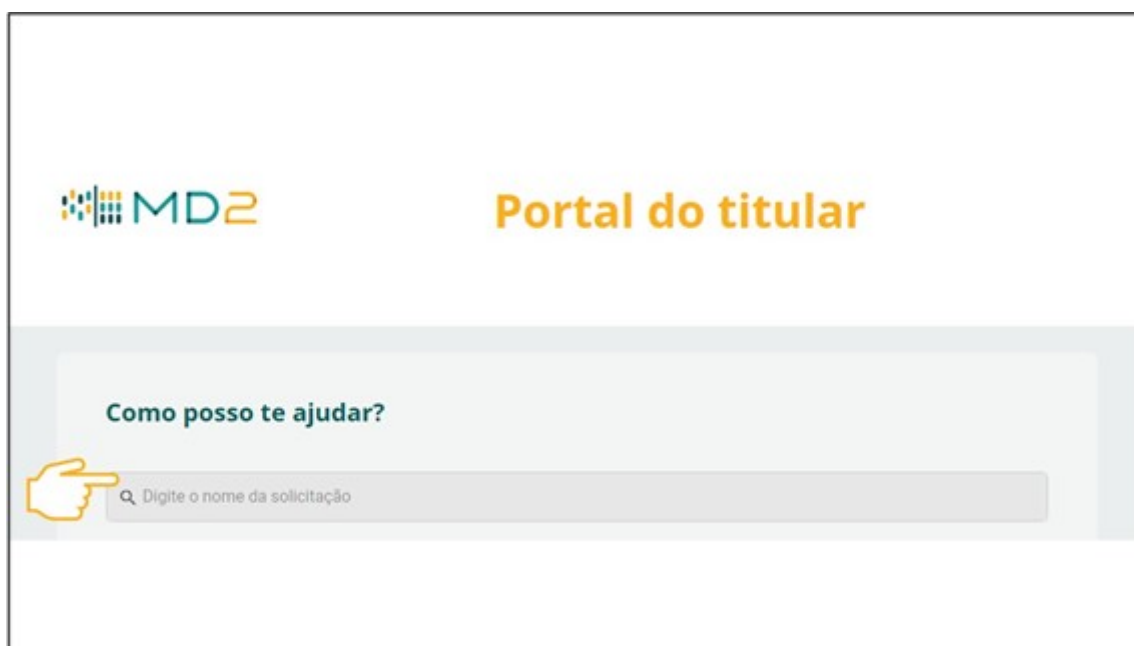 MD2
Portal do titular
Como posso te ajudar?
Digite o nome da solicitação